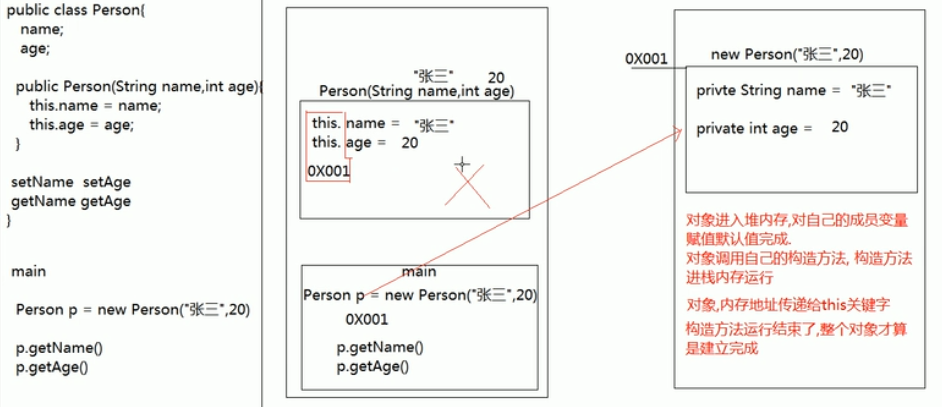 public class Person{
name;
age;
public Person(String name,int age){
this.name = name;
this.age = age;
}
setName setAge
getName getAge
}
main
Person p = new Person("张三",20)
p.getName()
p.getAge()
"张三" 20
Person(String name,int age)
this. name = "张三"
this. age = 20
0X001
main
Person p = new Person("张三",20)
0X001
p.getName()
p.getAge()
0X001
new Person("张三",20)
privte String name = "张三"
private int age = 20
对象进入堆内存,对自己的成员变量
赋值默认值完成.
对象调用自己的构造方法, 构造方法
进栈内存运行
对象,内存地址传递给this关键字
构造方法运行结束了,整个对象才算
是建立完成